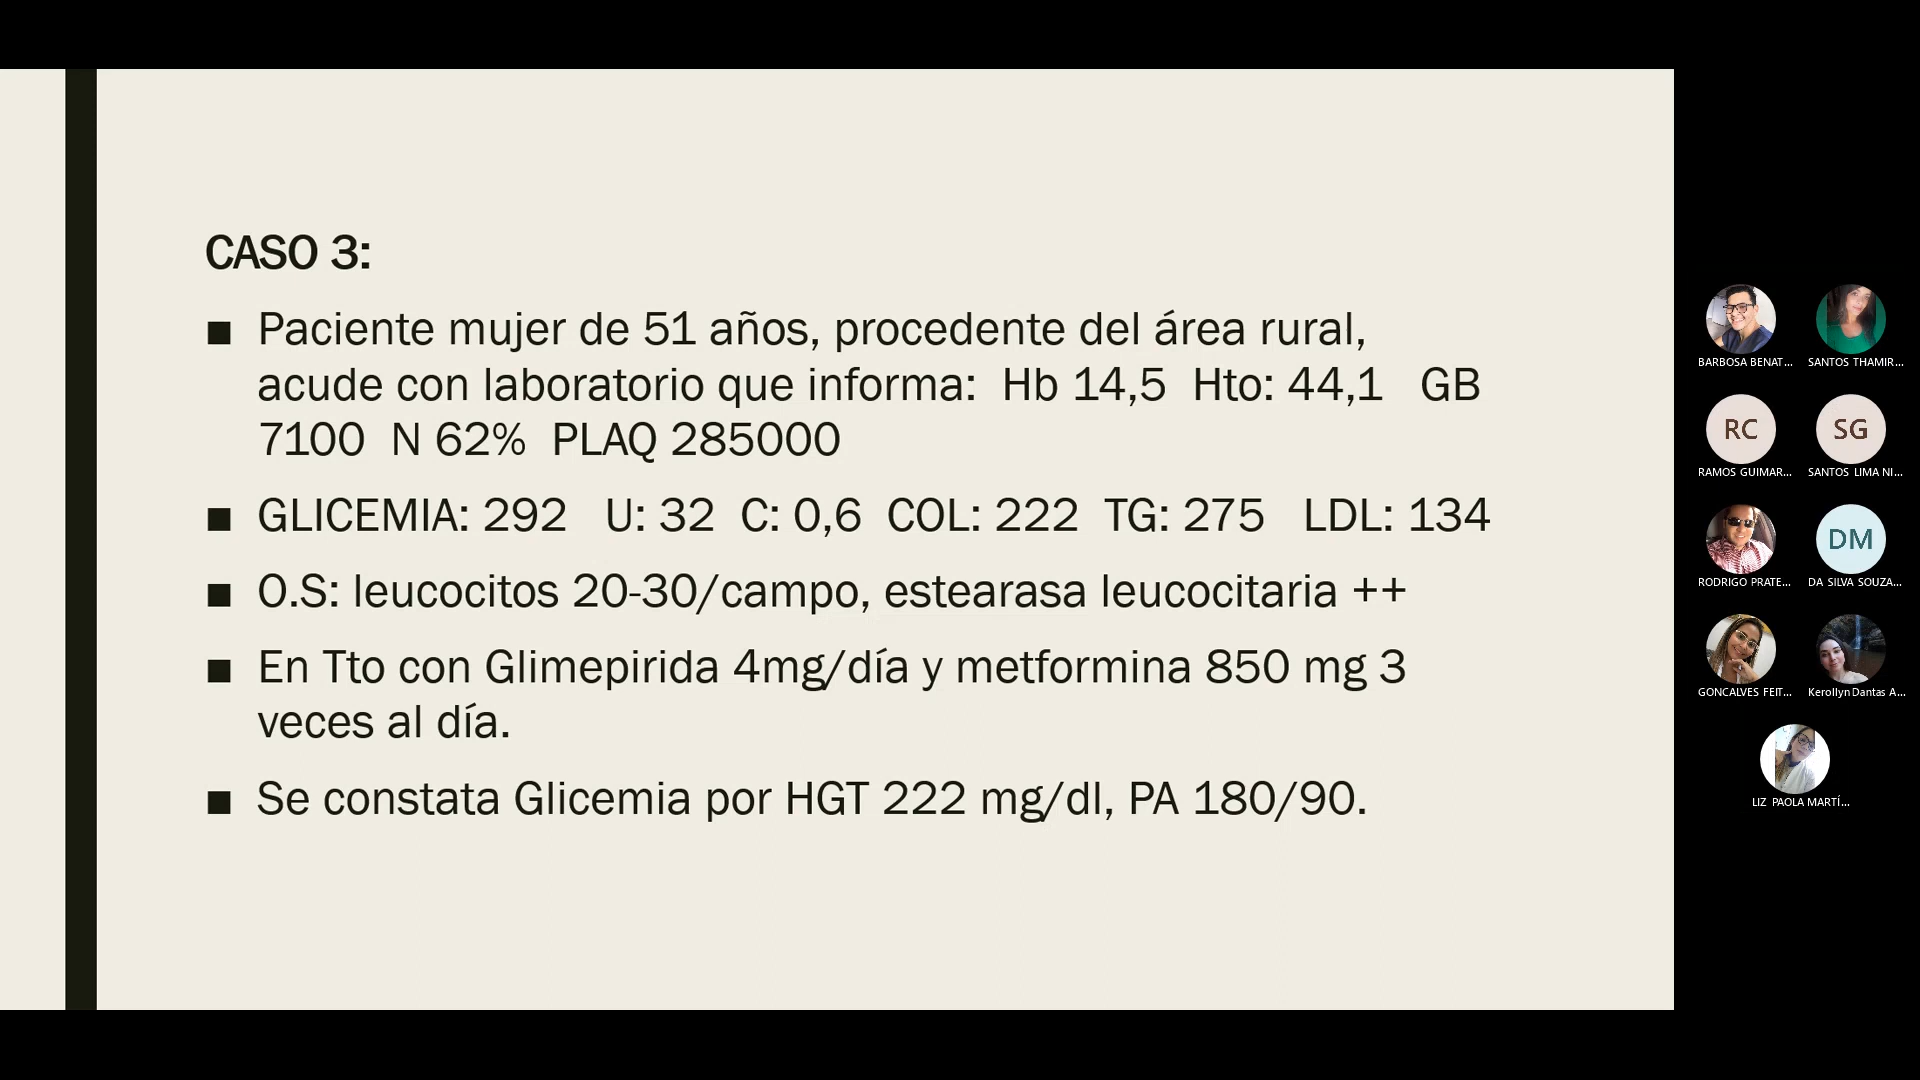 CASO 3:
■ Paciente mujer de 51 años, procedente del área rural,
acude con laboratorio que informa: Hb 14,5 Hto: 44,1 GB
7100 N 62% PLAQ 285000
■ GLICEMIA: 292 U: 32 C: 0,6 COL: 222 TG: 275 LDL: 134
■ O.S: leucocitos 20-30/campo, estearasa leucocitaria ++
■ En Tto con Glimepirida 4mg/día y metformina 850 mg 3
veces al día.
■ Se constata Glicemia por HGT 222 mg/dl, PA 180/90.
BARBOSA BENAT... SANTOS THAMIR...
RC SG
RAMOS GUIMAR... SANTOS LIMA NI...
DM
RODRIGO PRATE... DA SILVA SOUZA...
GONCALVES FEIT... Kerollyn Dantas A...
LIZ PAOLA MARTÍ...